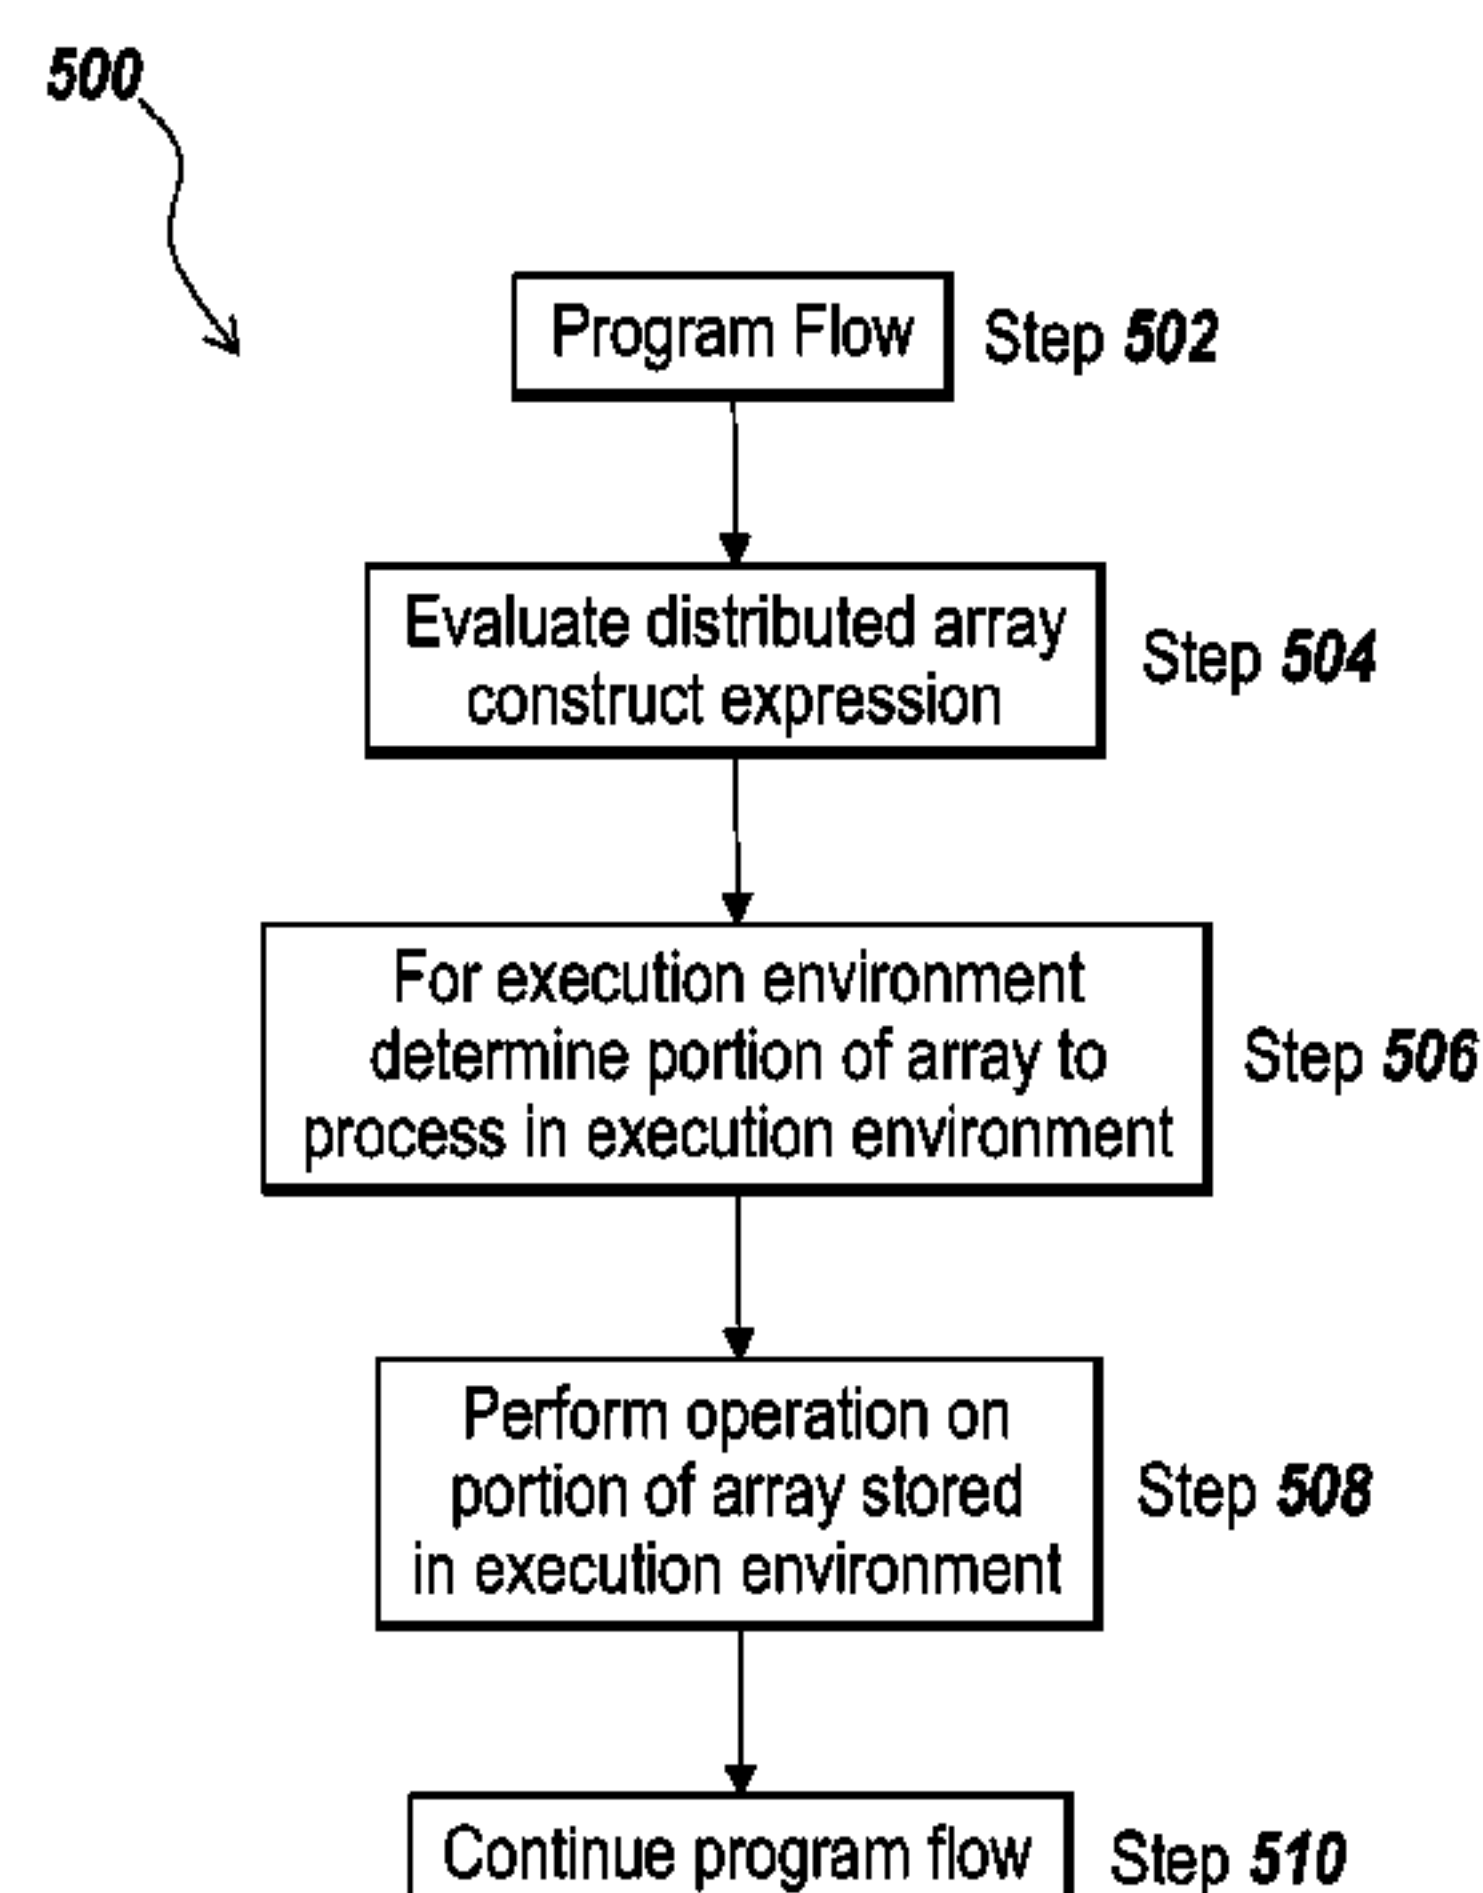 500
Program Flow
Step 502
Evaluate distributed array
construct expression
Step 504
For execution environment
determine portion of array to
process in execution environment
Step 506
Perform operation on
portion of array stored
in execution environment
Step 508
Continue program flow
Step 510